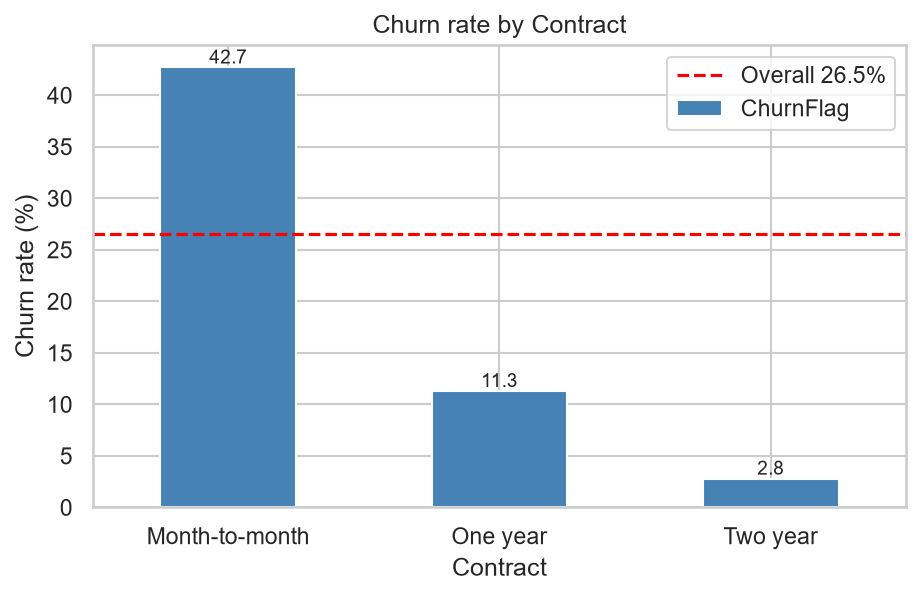 Churn rate by Contract
42.7
Overall 26.5%
ChurnFlag
40
35
30
25
20
15
10
5
0
Churn rate (%)
11.3
2.8
Month-to-month
One year
Two year
Contract